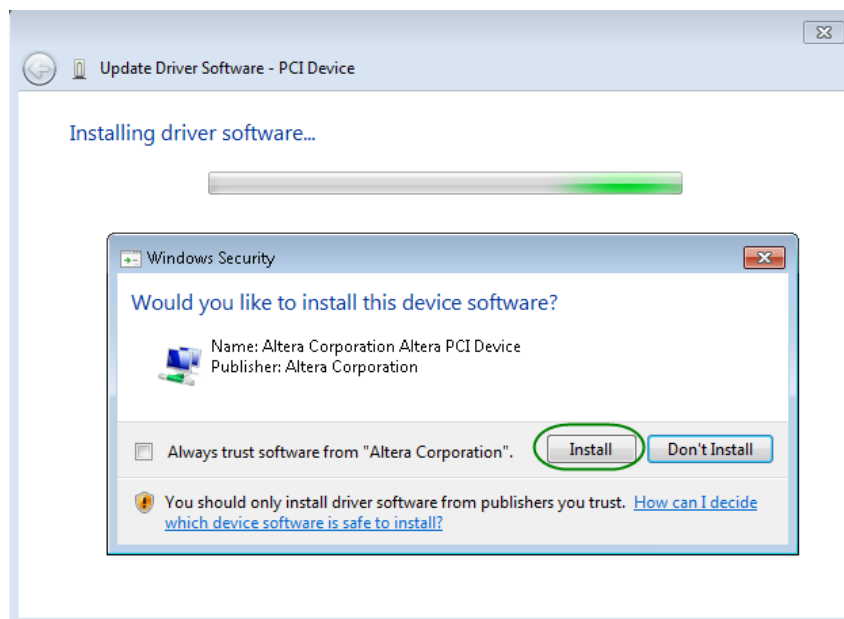 Update Driver Software - PCI Device
Installing driver software...
Windows Security
Would you like to install this device software?
Name: Altera Corporation Altera PCI Device
Publisher: Altera Corporation
Always trust software from "Altera Corporation".
Install
Don't Install
You should only install driver software from publishers you trust. How can I decide
which device software is safe to install?